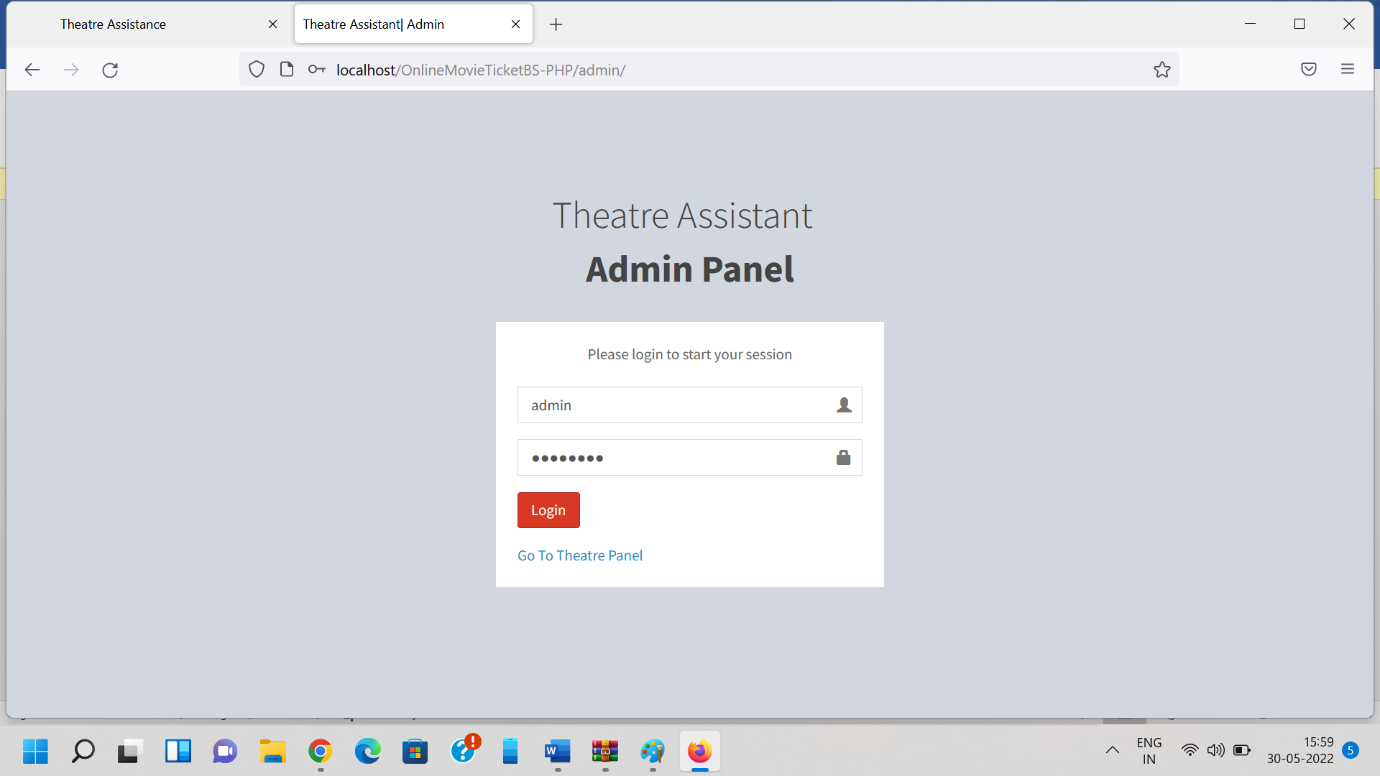 Theatre Assistance
Theatre Assistant| Admin
localhost/OnlineMovieTicketBS-PHP/admin/
Theatre Assistant
Admin Panel
Please login to start your session
admin
Login
Go To Theatre Panel
ENG
IN
15:59
30-05-2022
5